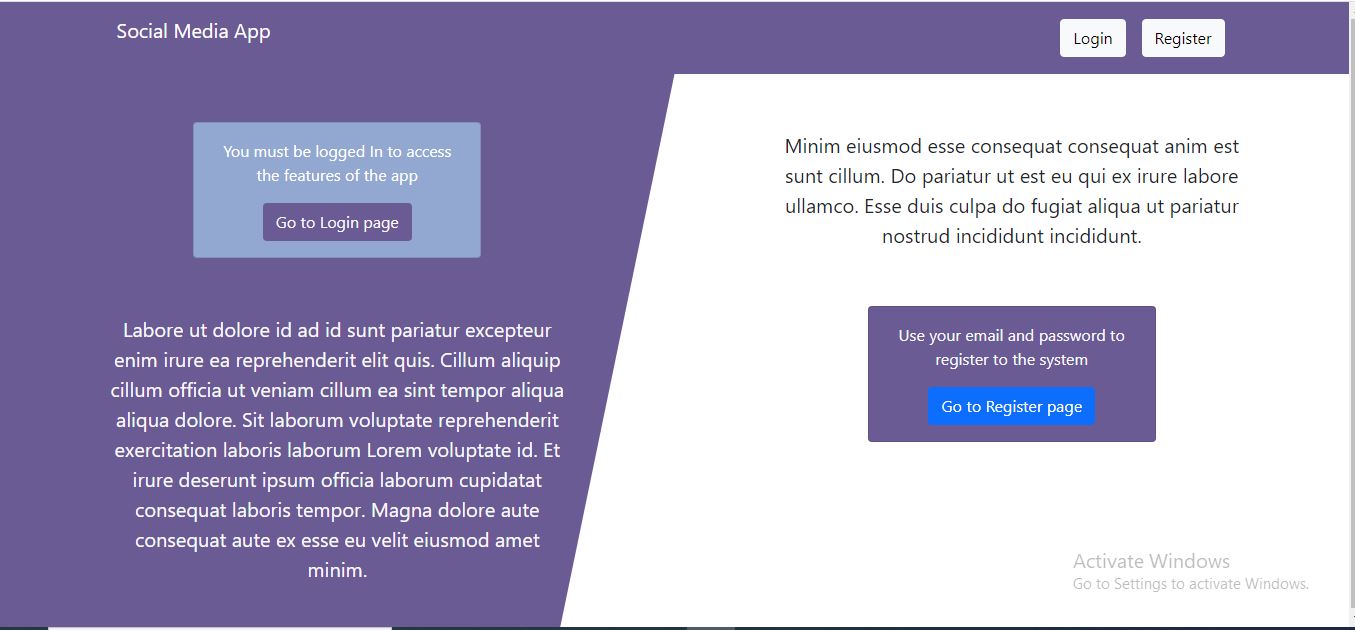 Social Media App
Login
Register
You must be logged In to access
the features of the app
Go to Login page
Labore ut dolore id ad id sunt pariatur excepteur
enim irure ea reprehenderit elit quis. Cillum aliquip
cillum officia ut veniam cillum ea sint tempor aliqua
aliqua dolore. Sit laborum voluptate reprehenderit
exercitation laboris laborum Lorem voluptate id. Et
irure deserunt ipsum officia laborum cupidatat
consequat laboris tempor. Magna dolore aute
consequat aute ex esse eu velit eiusmod amet
minim.
Minim eiusmod esse consequat consequat anim est
sunt cillum. Do pariatur ut est eu qui ex irure labore
ullamco. Esse duis culpa do fugiat aliqua ut pariatur
nostrud incididunt incididunt.
Use your email and password to
register to the system
Go to Register page
Activate Windows
Go to Settings to activate Windows.